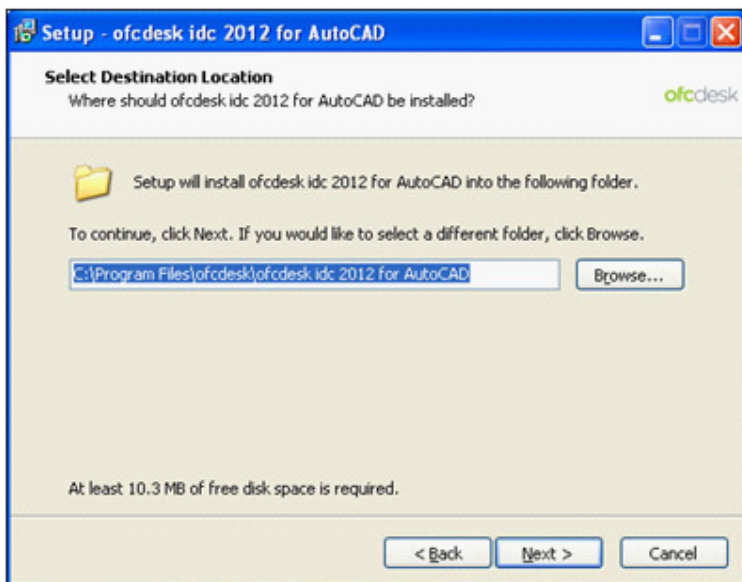 Setup - ofcdesk idc 2012 for AutoCAD
Select Destination Location
Where should ofcdesk idc 2012 for AutoCAD be installed?
ofcdesk
Setup will install ofcdesk idc 2012 for AutoCAD into the following folder.
To continue, click Next. If you would like to select a different folder, click Browse.
C:\Program Files\ofcdesk\ofcdesk idc 2012 for AutoCAD
Browse...
At least 10.3 MB of free disk space is required.
< Back
Next >
Cancel